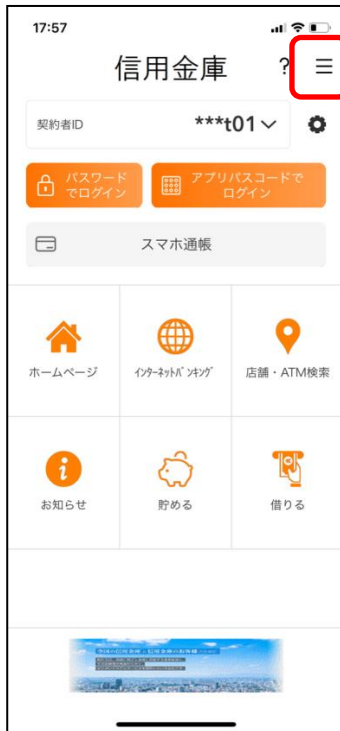 17:57
信用金庫 ?
契約者ID ***t01
パスワード
でログイン
アプリパスコードで
ログイン
スマホ通帳
ホームページ
ｲﾝﾀｰﾈｯﾄﾊﾞﾝｷﾝｸﾞ
店舗・ATM検索
お知らせ
貯める
借りる